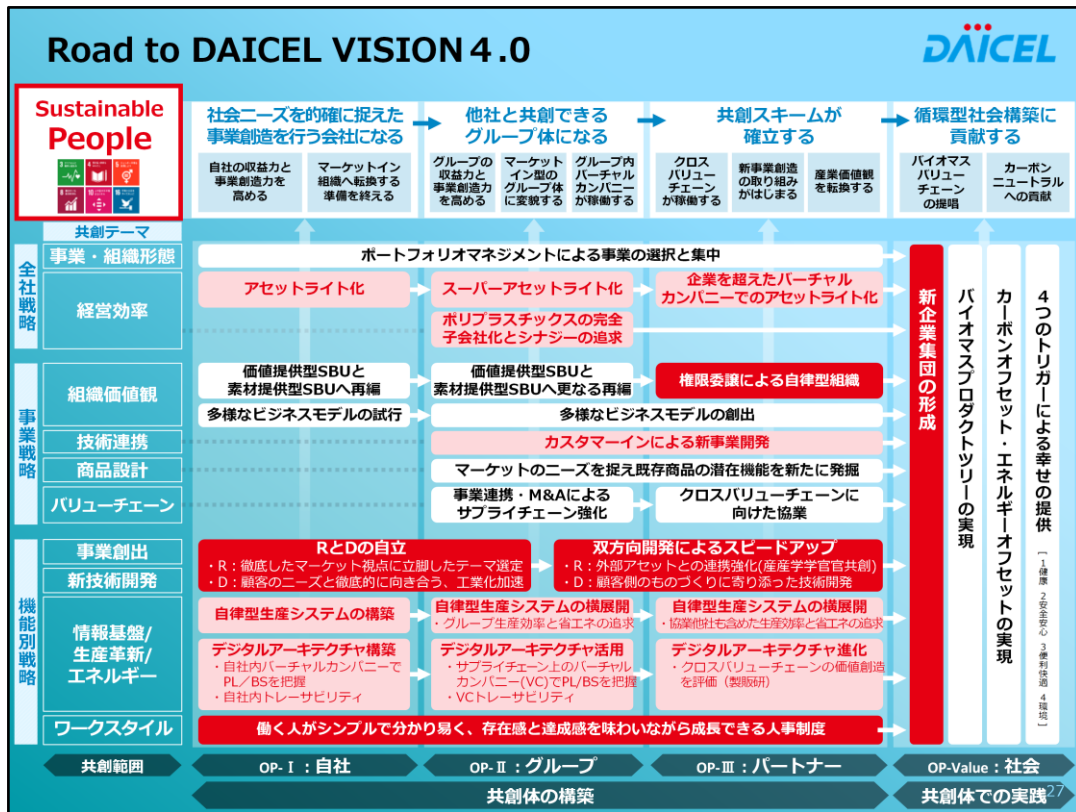 Road to DAICEL VISION 4.0
DAICEL
Sustainable
People
社会ニーズを的確に捉えた
事業創造を行う会社になる
他社と共創できる
グループ体になる
共創スキームが
確立する
循環型社会構築に
貢献する
自社の収益力と
事業創造力を
高める
マーケットイン
組織へ転換する
準備を終える
グループの
収益力と
事業創造力
を高める
マーケット
イン型の
グループ体
に変貌する
グループ内
バーチャル
カンパニー
が稼働する
クロス
バリュー
チェーン
が稼働する
新事業創造
の取り組み
がはじまる
産業価値観
を転換する
バイオマス
バリュー
チェーン
の提唱
カーボン
ニュートラル
への貢献
共創テーマ
全社戦略
事業・組織形態
ポートフォリオマネジメントによる事業の選択と集中
経営効率
アセットライト化
スーパーアセットライト化
企業を超えたバーチャル
カンパニーでのアセットライト化
ポリプラスチックスの完全
子会社化とシナジーの追求
事業戦略
組織価値観
価値提供型SBUと
素材提供型SBUへ再編
価値提供型SBUと
素材提供型SBUへ更なる再編
権限委譲による自律型組織
多様なビジネスモデルの試行
多様なビジネスモデルの創出
技術連携
カスタマーインによる新事業開発
商品設計
マーケットのニーズを捉え既存商品の潜在機能を新たに発掘
バリューチェーン
事業連携・M&Aによる
サプライチェーン強化
クロスバリューチェーンに
向けた協業
機能別戦略
事業創出
新技術開発
RとDの自立
・R:徹底したマーケット視点に立脚したテーマ選定
・D:顧客のニーズと徹底的に向き合う、工業化加速
双方向開発によるスピードアップ
・R:外部アセットとの連携強化(産産学学官官共創)
・D:顧客側のものづくりに寄り添った技術開発
情報基盤/
生産革新/
エネルギー
自律型生産システムの構築
自律型生産システムの横展開
・グループ生産効率と省エネの追求
自律型生産システムの横展開
・協業他社も含めた生産効率と省エネの追求
デジタルアーキテクチャ構築
・自社内バーチャルカンパニーで
PL/BSを把握
・自社内トレーサビリティ
デジタルアーキテクチャ活用
・サプライチェーン上のバーチャル
カンパニー(VC)でPL/BSを把握
・VCトレーサビリティ
デジタルアーキテクチャ進化
・クロスバリューチェーンの価値創造
を評価(製販研)
ワークスタイル
働く人がシンプルで分かり易く、存在感と達成感を味わいながら成長できる人事制度
新企業集団の形成
バイオマスプロダクトツリーの実現
カーボンオフセット・エネルギーオフセットの実現
4つのトリガーによる幸せの提供
[1健康 2安全安心 3便利快適 4環境]
共創範囲
OP-Ⅰ:自社
OP-Ⅱ:グループ
OP-Ⅲ:パートナー
OP-Value:社会
共創体の構築
共創体での実践
27